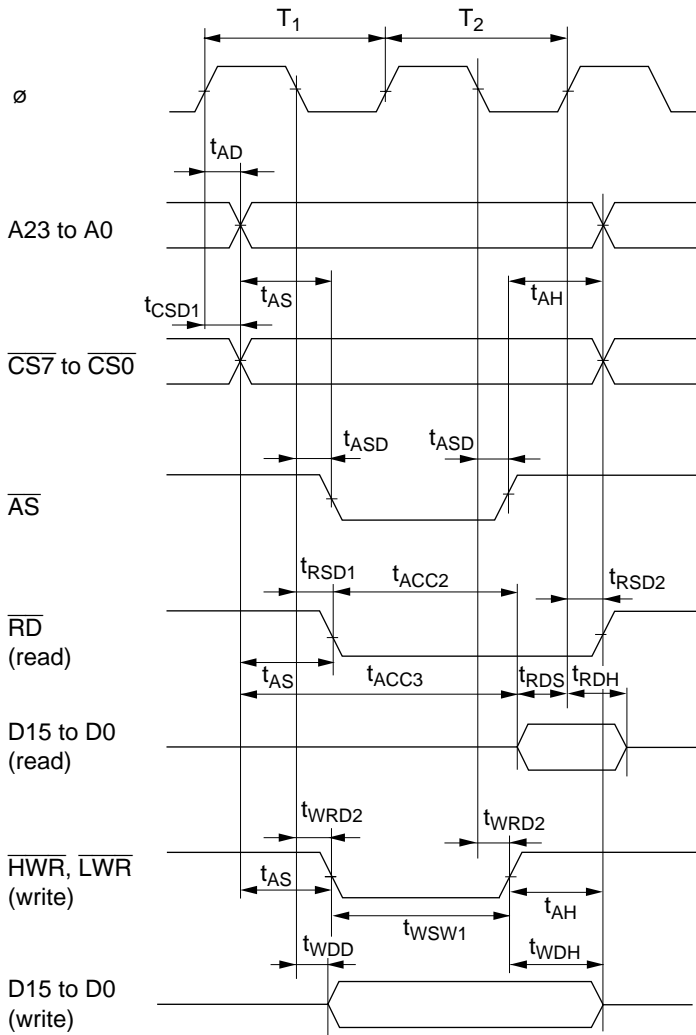 T1 T2
ø
tAD
A23 to A0
tAS tAH
tCSD1
CS7 to CS0
tASD tASD
AS
tRSD1 tACC2 tRSD2
RD
(read)
tAS tACC3 tRDS tRDH
D15 to D0
(read)
tWRD2 tWRD2
HWR, LWR
(write)
tAS tAH
tWSW1
tWDD tWDH
D15 to D0
(write)